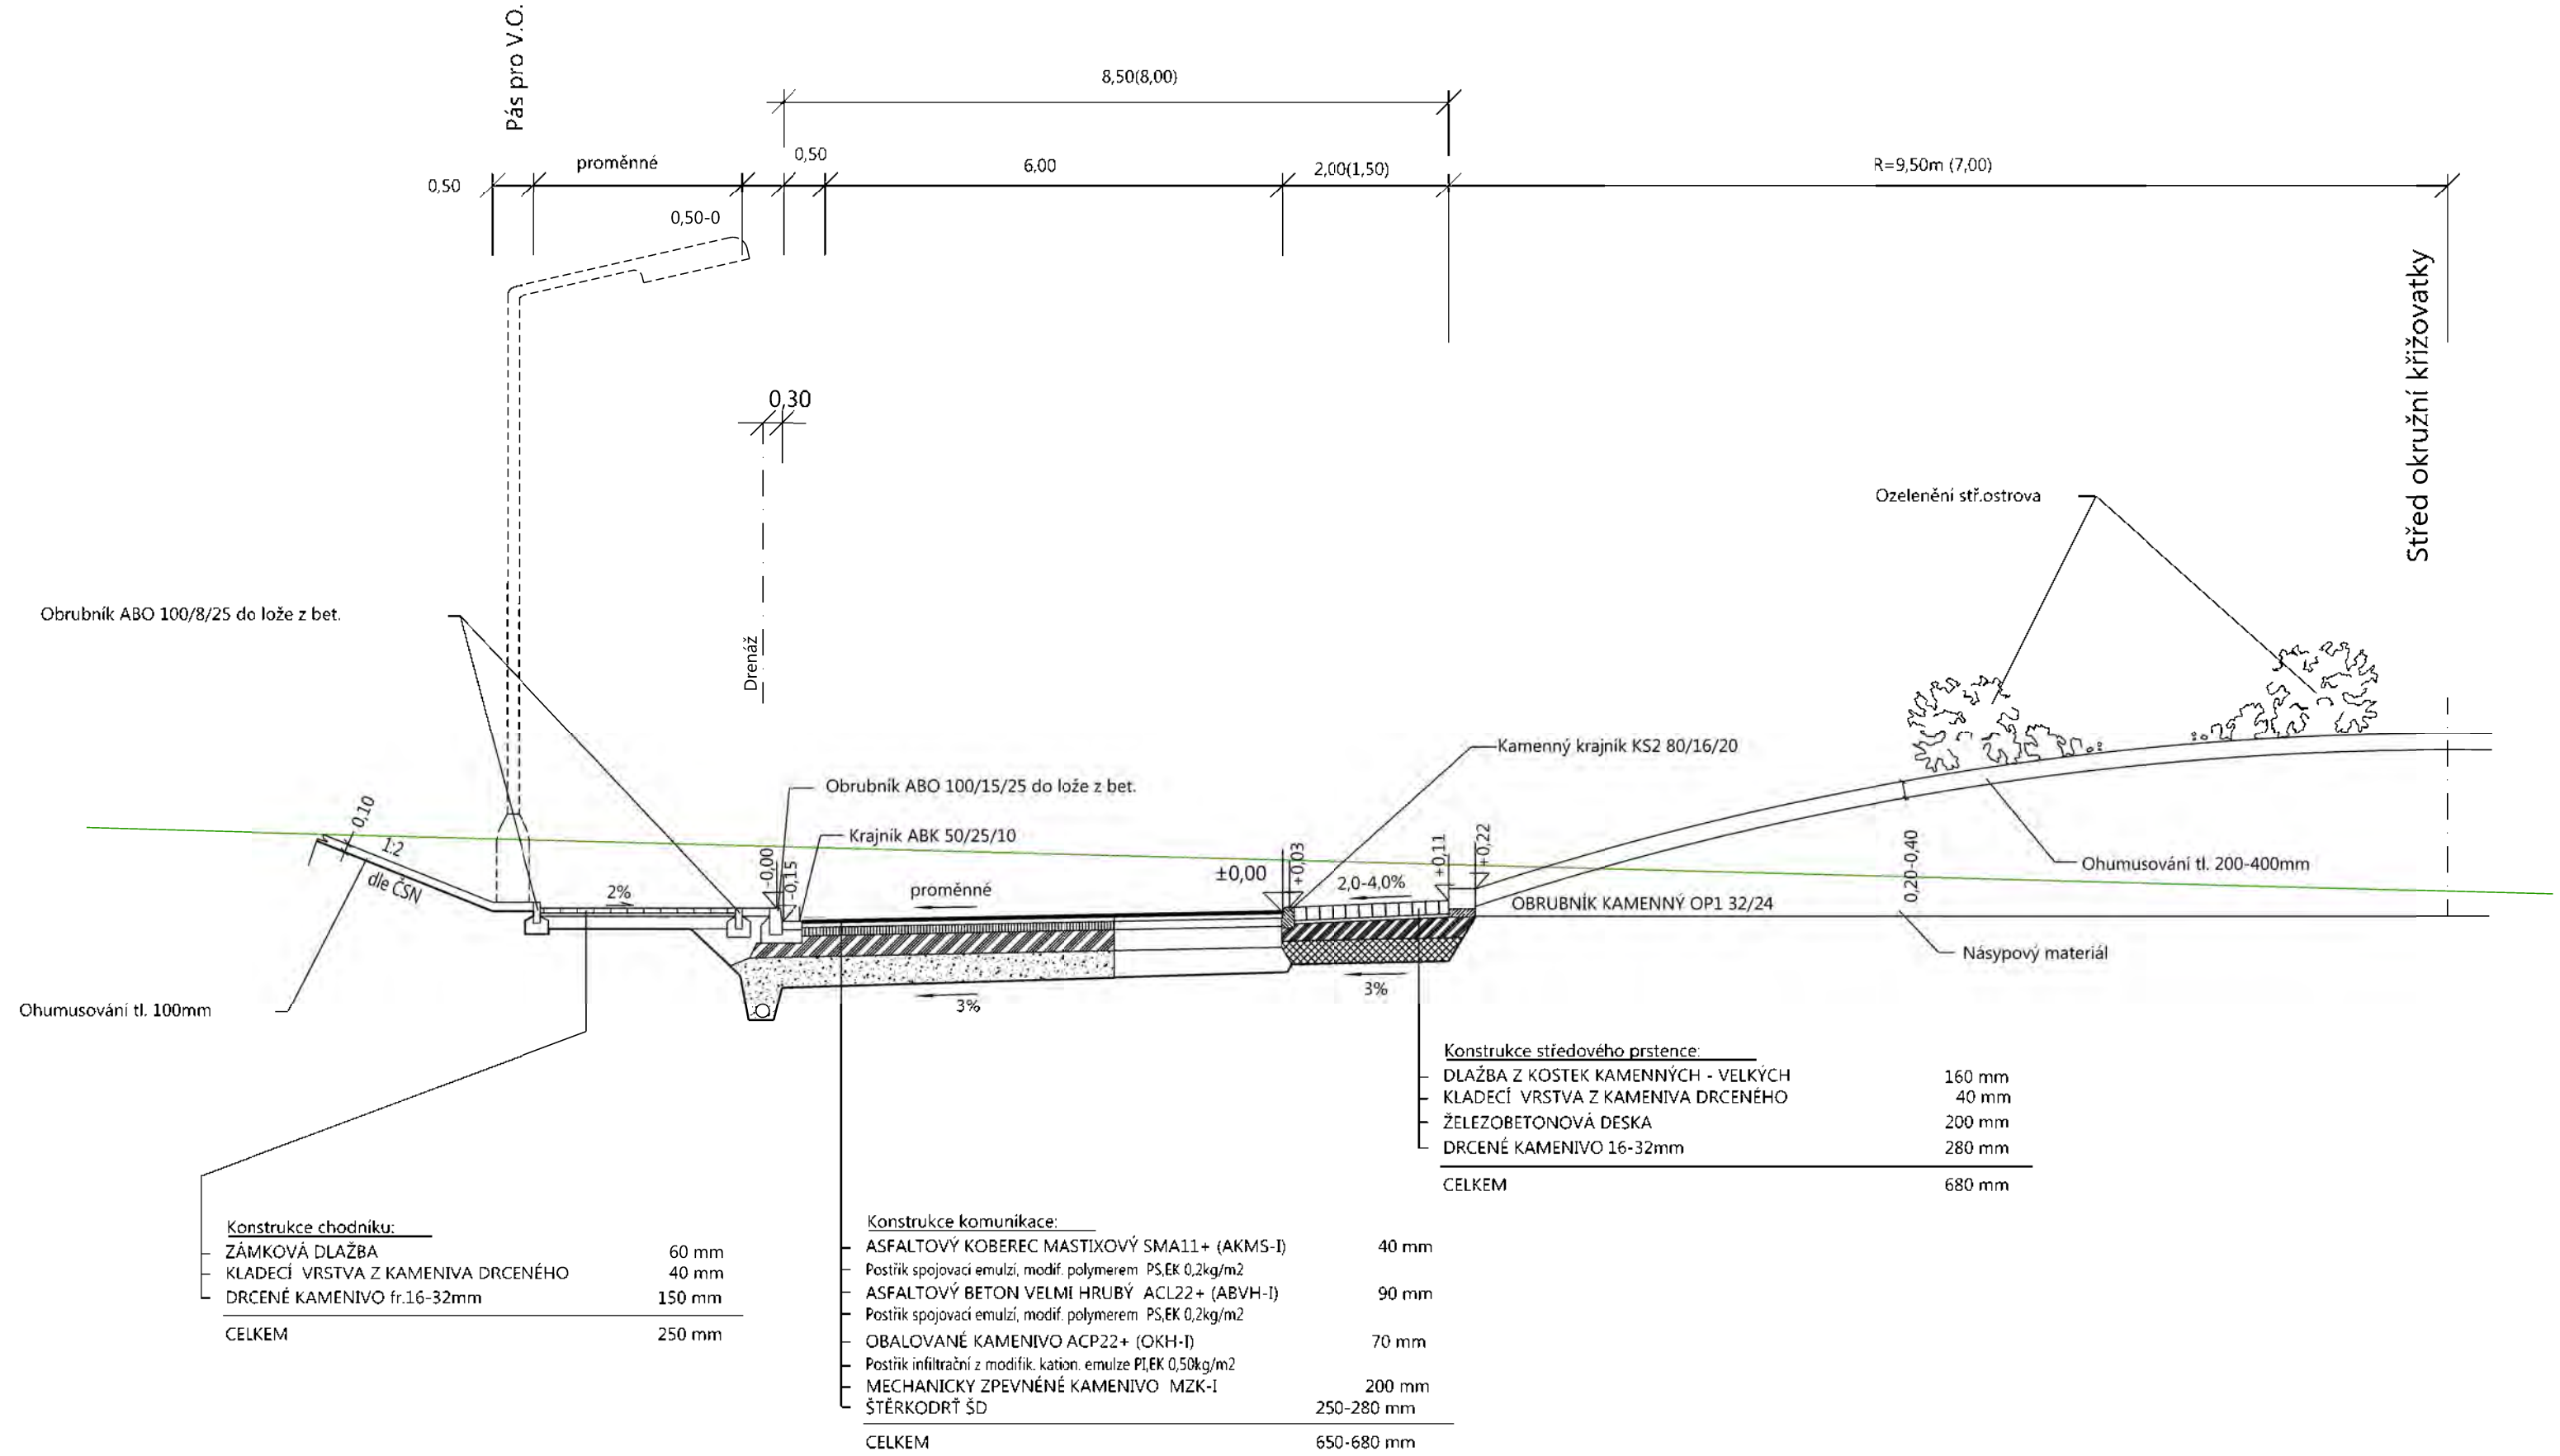 Pás pro V.O.
8,50(8,00)
0,50
proměnné
0,50
6,00
2,00(1,50)
R=9,50m (7,00)
0,50-0
Střed okružní křižovatky
0,30
Drenáž
Ozelenění stř.ostrova
Obrubník ABO 100/8/25 do lože z bet.
Kamenný krajník KS2 80/16/20
Obrubník ABO 100/15/25 do lože z bet.
Krajník ABK 50/25/10
0,10
1:2
dle ČSN
2%
-0,00
-0,15
proměnné
±0,00
+0,03
2,0-4,0%
+0,11
+0,22
OBRUBNÍK KAMENNÝ OP1 32/24
0,20-0,40
Ohumusování tl. 200-400mm
Násypový materiál
3%
3%
Ohumusování tl. 100mm
Konstrukce středového prstence:
DLAŽBA Z KOSTEK KAMENNÝCH - VELKÝCH 160 mm
KLADECÍ VRSTVA Z KAMENIVA DRCENÉHO 40 mm
ŽELEZOBETONOVÁ DESKA 200 mm
DRCENÉ KAMENIVO 16-32mm 280 mm
CELKEM 680 mm
Konstrukce chodníku:
ZÁMKOVÁ DLAŽBA 60 mm
KLADECÍ VRSTVA Z KAMENIVA DRCENÉHO 40 mm
DRCENÉ KAMENIVO fr.16-32mm 150 mm
CELKEM 250 mm
Konstrukce komunikace:
ASFALTOVÝ KOBEREC MASTIXOVÝ SMA11+ (AKMS-I) 40 mm
Postřik spojovací emulzí, modif. polymerem PS,EK 0,2kg/m2
ASFALTOVÝ BETON VELMI HRUBÝ ACL22+ (ABVH-I) 90 mm
Postřik spojovací emulzí, modif. polymerem PS,EK 0,2kg/m2
OBALOVANÉ KAMENIVO ACP22+ (OKH-I) 70 mm
Postřik infiltrační z modifik. kation. emulze PI,EK 0,50kg/m2
MECHANICKY ZPEVNĚNÉ KAMENIVO MZK-I 200 mm
ŠTĚRKODRŤ ŠD 250-280 mm
CELKEM 650-680 mm